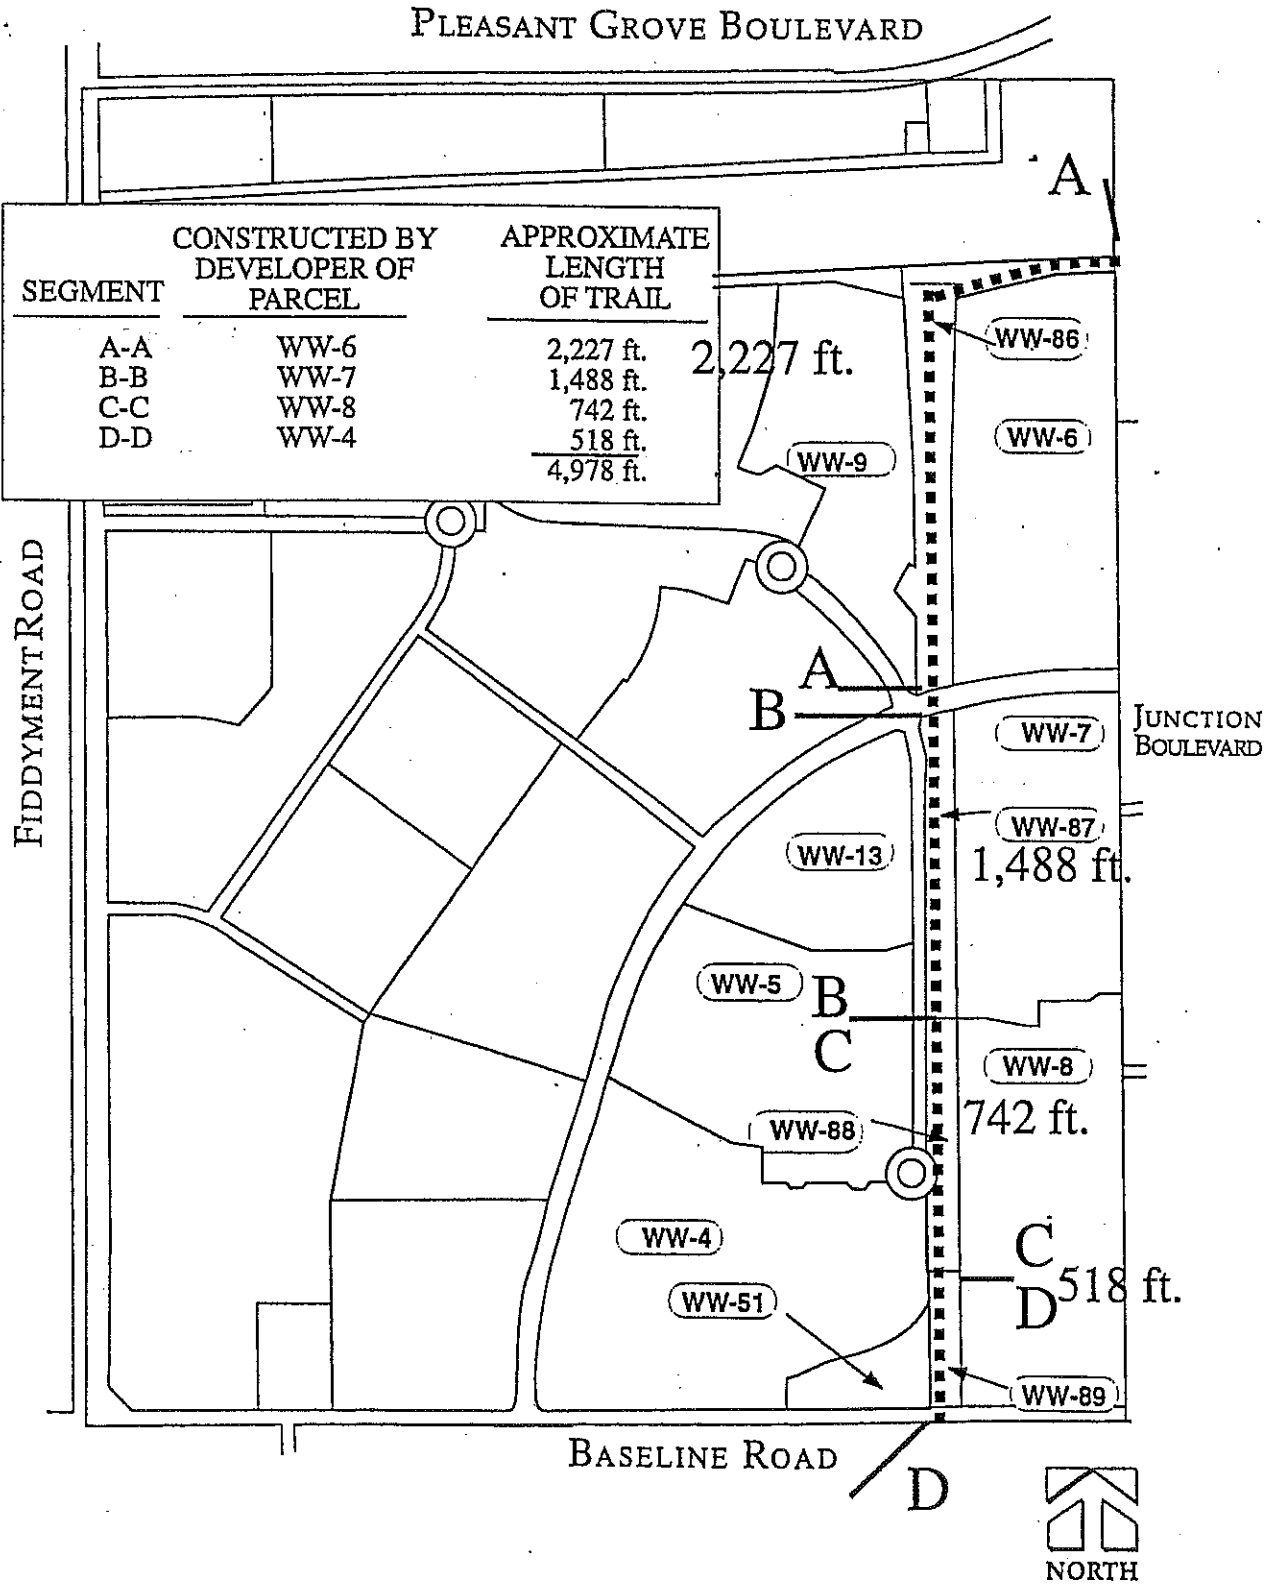 PLEASANT GROVE BOULEVARD
A
SEGMENT
CONSTRUCTED BY
DEVELOPER OF
PARCEL
APPROXIMATE
LENGTH
OF TRAIL
A-A WW-6 2,227 ft.
B-B WW-7 1,488 ft.
C-C WW-8 742 ft.
D-D WW-4 518 ft.
4,978 ft.
2,227 ft.
WW-86
WW-6
WW-9
FIDDYMENT ROAD
A
B
WW-7
JUNCTION
BOULEVARD
WW-87
1,488 ft.
WW-13
WW-5
B
C
WW-8
742 ft.
WW-88
WW-4
C
518 ft.
D
WW-51
WW-89
BASELINE ROAD
D
NORTH